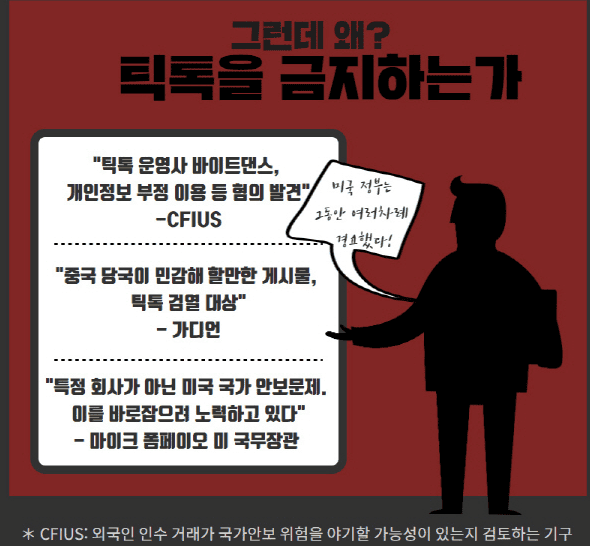 그런데 왜?
틱톡을 금지하는가
"틱톡 운영사 바이트댄스,
개인정보 부정 이용 등 혐의 발견"
-CFIUS
"중국 당국이 민감해 할만한 게시물,
틱톡 검열 대상"
- 가디언
"특정 회사가 아닌 미국 국가 안보문제.
이를 바로잡으려 노력하고 있다"
- 마이크 폼페이오 미 국무장관
미국 정부는
그동안 여러차례
경고했다!
* CFIUS: 외국인 인수 거래가 국가안보 위험을 야기할 가능성이 있는지 검토하는 기구